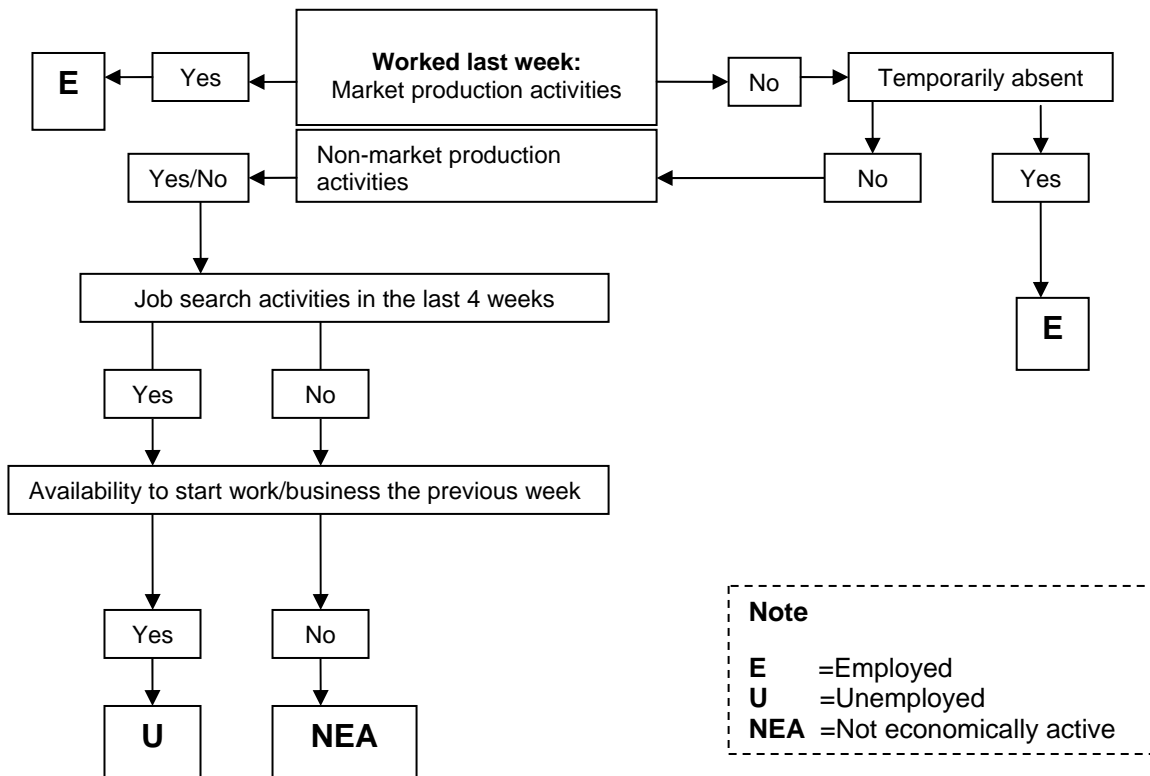 Worked last week:
Market production activities
E
Yes
No
Temporarily absent
Non-market production
activities
Yes/No
No
Yes
Job search activities in the last 4 weeks
E
Yes
No
Availability to start work/business the previous week
Yes
No
U
NEA
Note
E =Employed
U =Unemployed
NEA =Not economically active